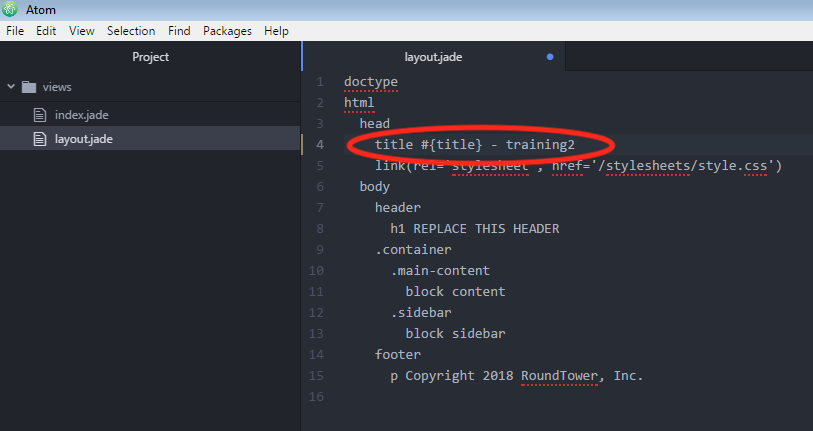 Atom
File Edit View Selection Find Packages Help
Project
layout.jade
views
index.jade
layout.jade
1 doctype
2 html
3 head
4 title #{title} - training2
5 link(rel='stylesheet', href='/stylesheets/style.css')
6 body
7 header
8 h1 REPLACE THIS HEADER
9 .container
10 .main-content
11 block content
12 .sidebar
13 block sidebar
14 footer
15 p Copyright 2018 RoundTower, Inc.
16